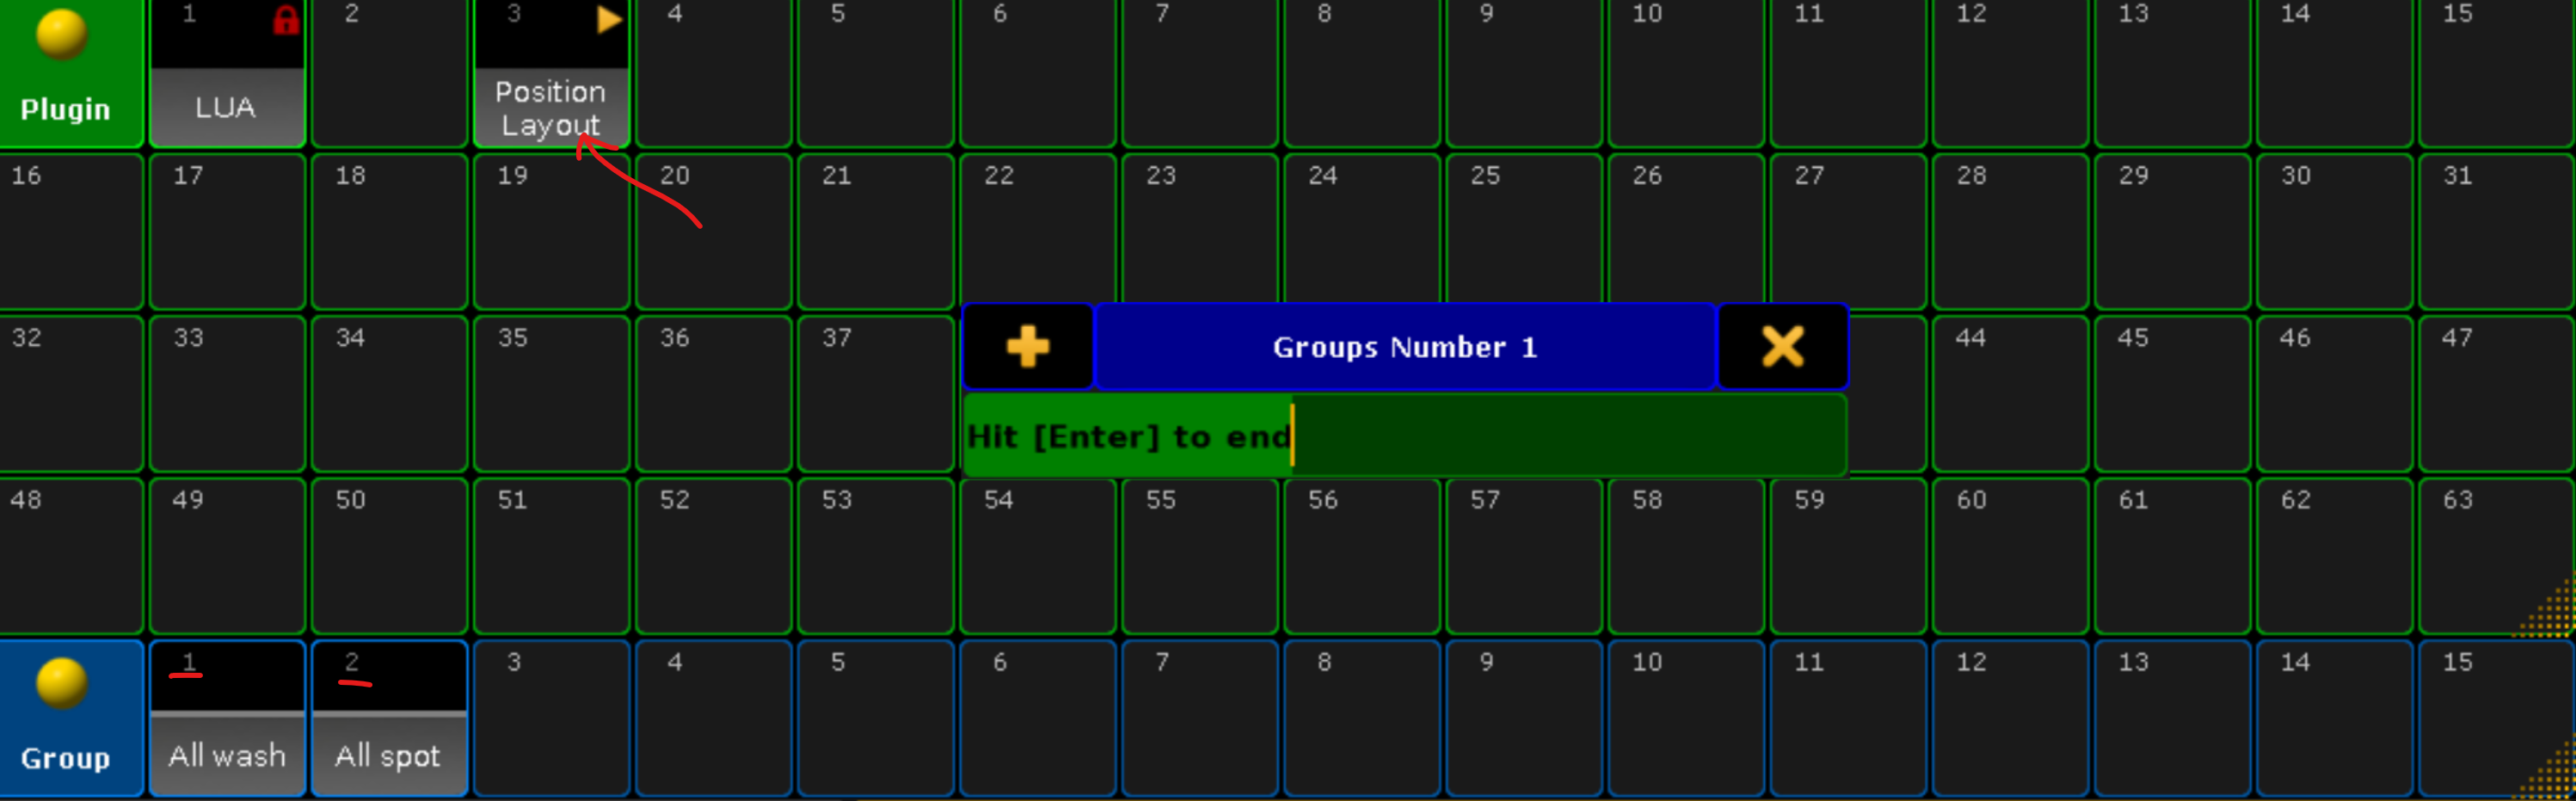 1 2 3 4 5 6 7 8 9 10 11 12 13 14 15
Plugin LUA Position
Layout
16 17 18 19 20 21 22 23 24 25 26 27 28 29 30 31
32 33 34 35 36 37 44 45 46 47
Groups Number 1
Hit [Enter] to end
48 49 50 51 52 53 54 55 56 57 58 59 60 61 62 63
1 2 3 4 5 6 7 8 9 10 11 12 13 14 15
Group All wash All spot